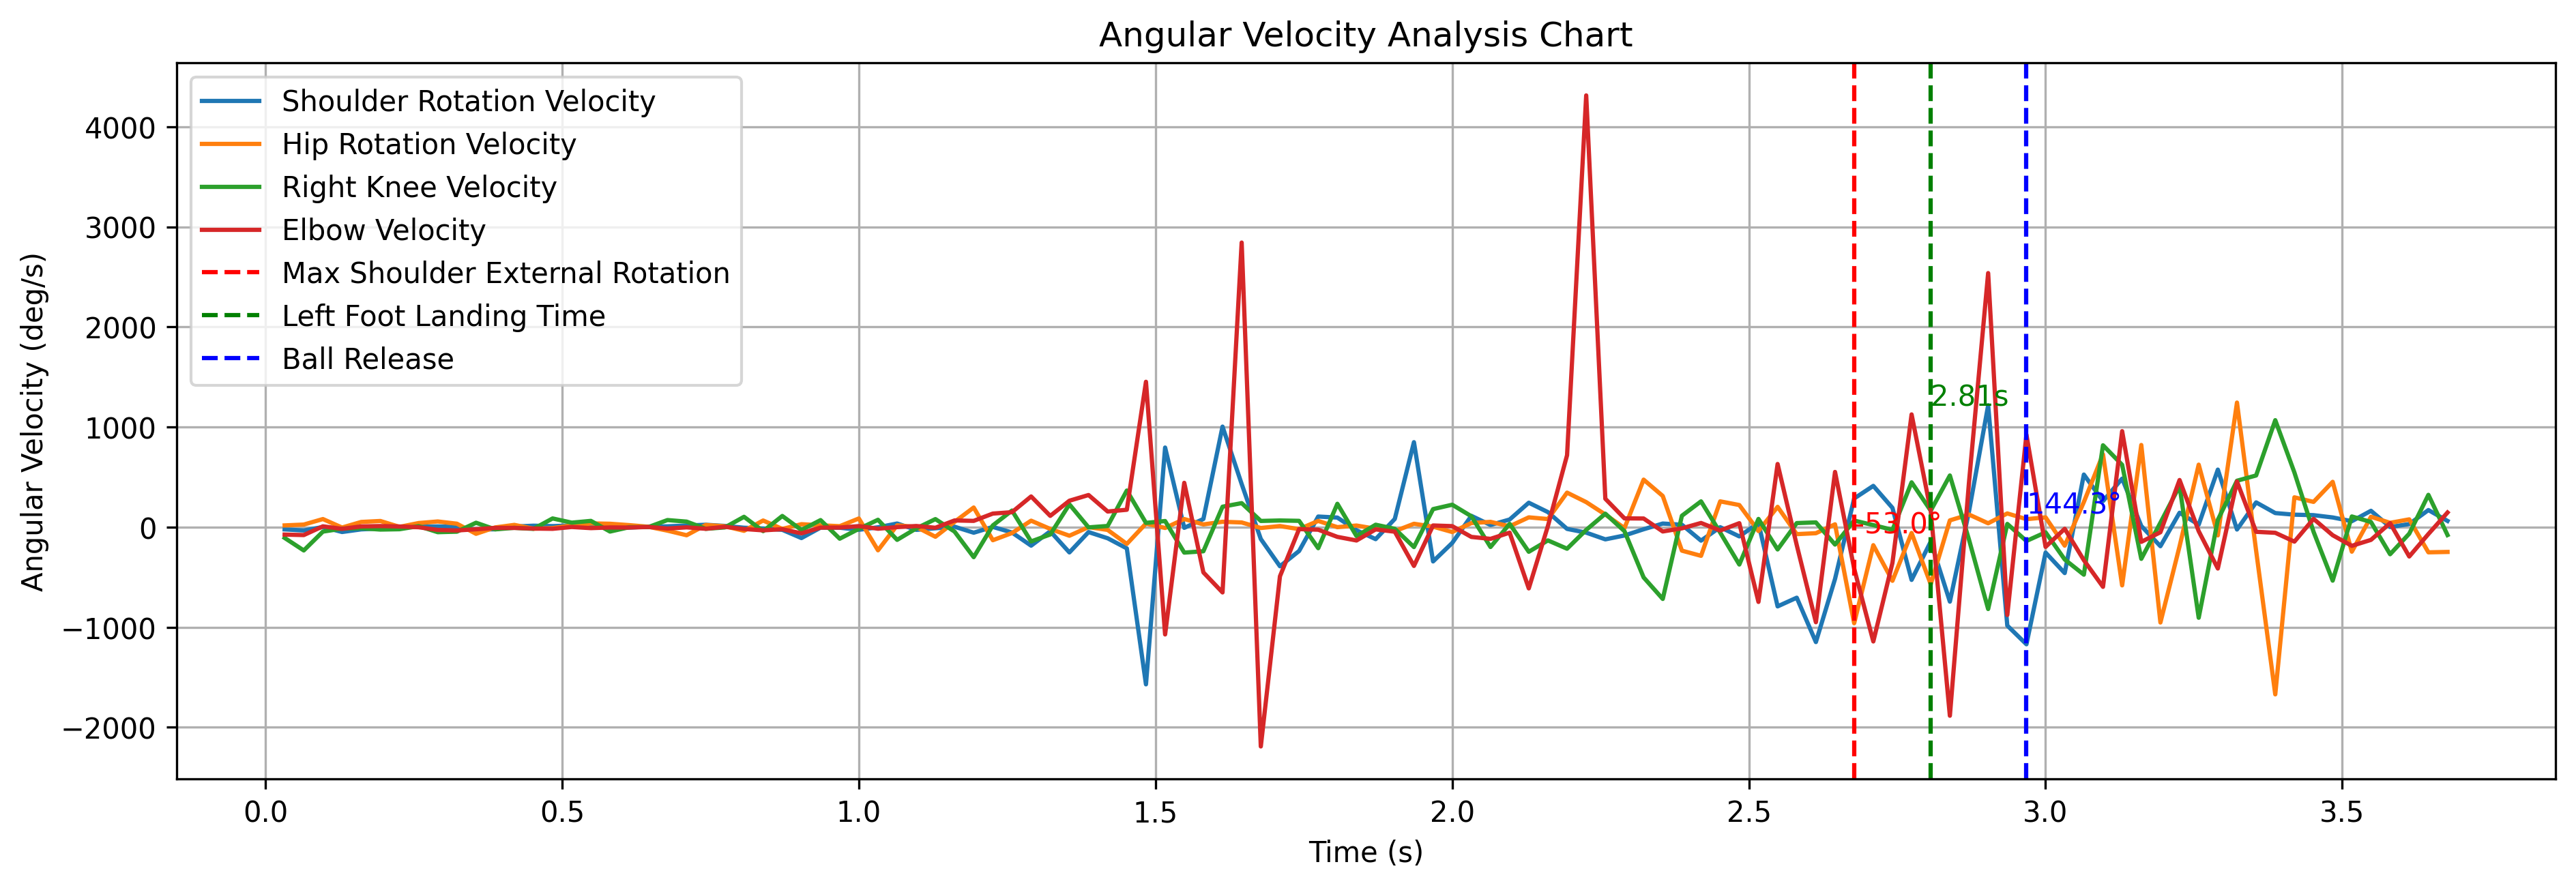 Angular Velocity Analysis Chart
Shoulder Rotation Velocity
Hip Rotation Velocity
Right Knee Velocity
Elbow Velocity
Max Shoulder External Rotation
Left Foot Landing Time
Ball Release
4000
3000
2000
1000
0
−1000
−2000
Angular Velocity (deg/s)
2.81s
144.3°
-53.0°
0.0 0.5 1.0 1.5 2.0 2.5 3.0 3.5
Time (s)